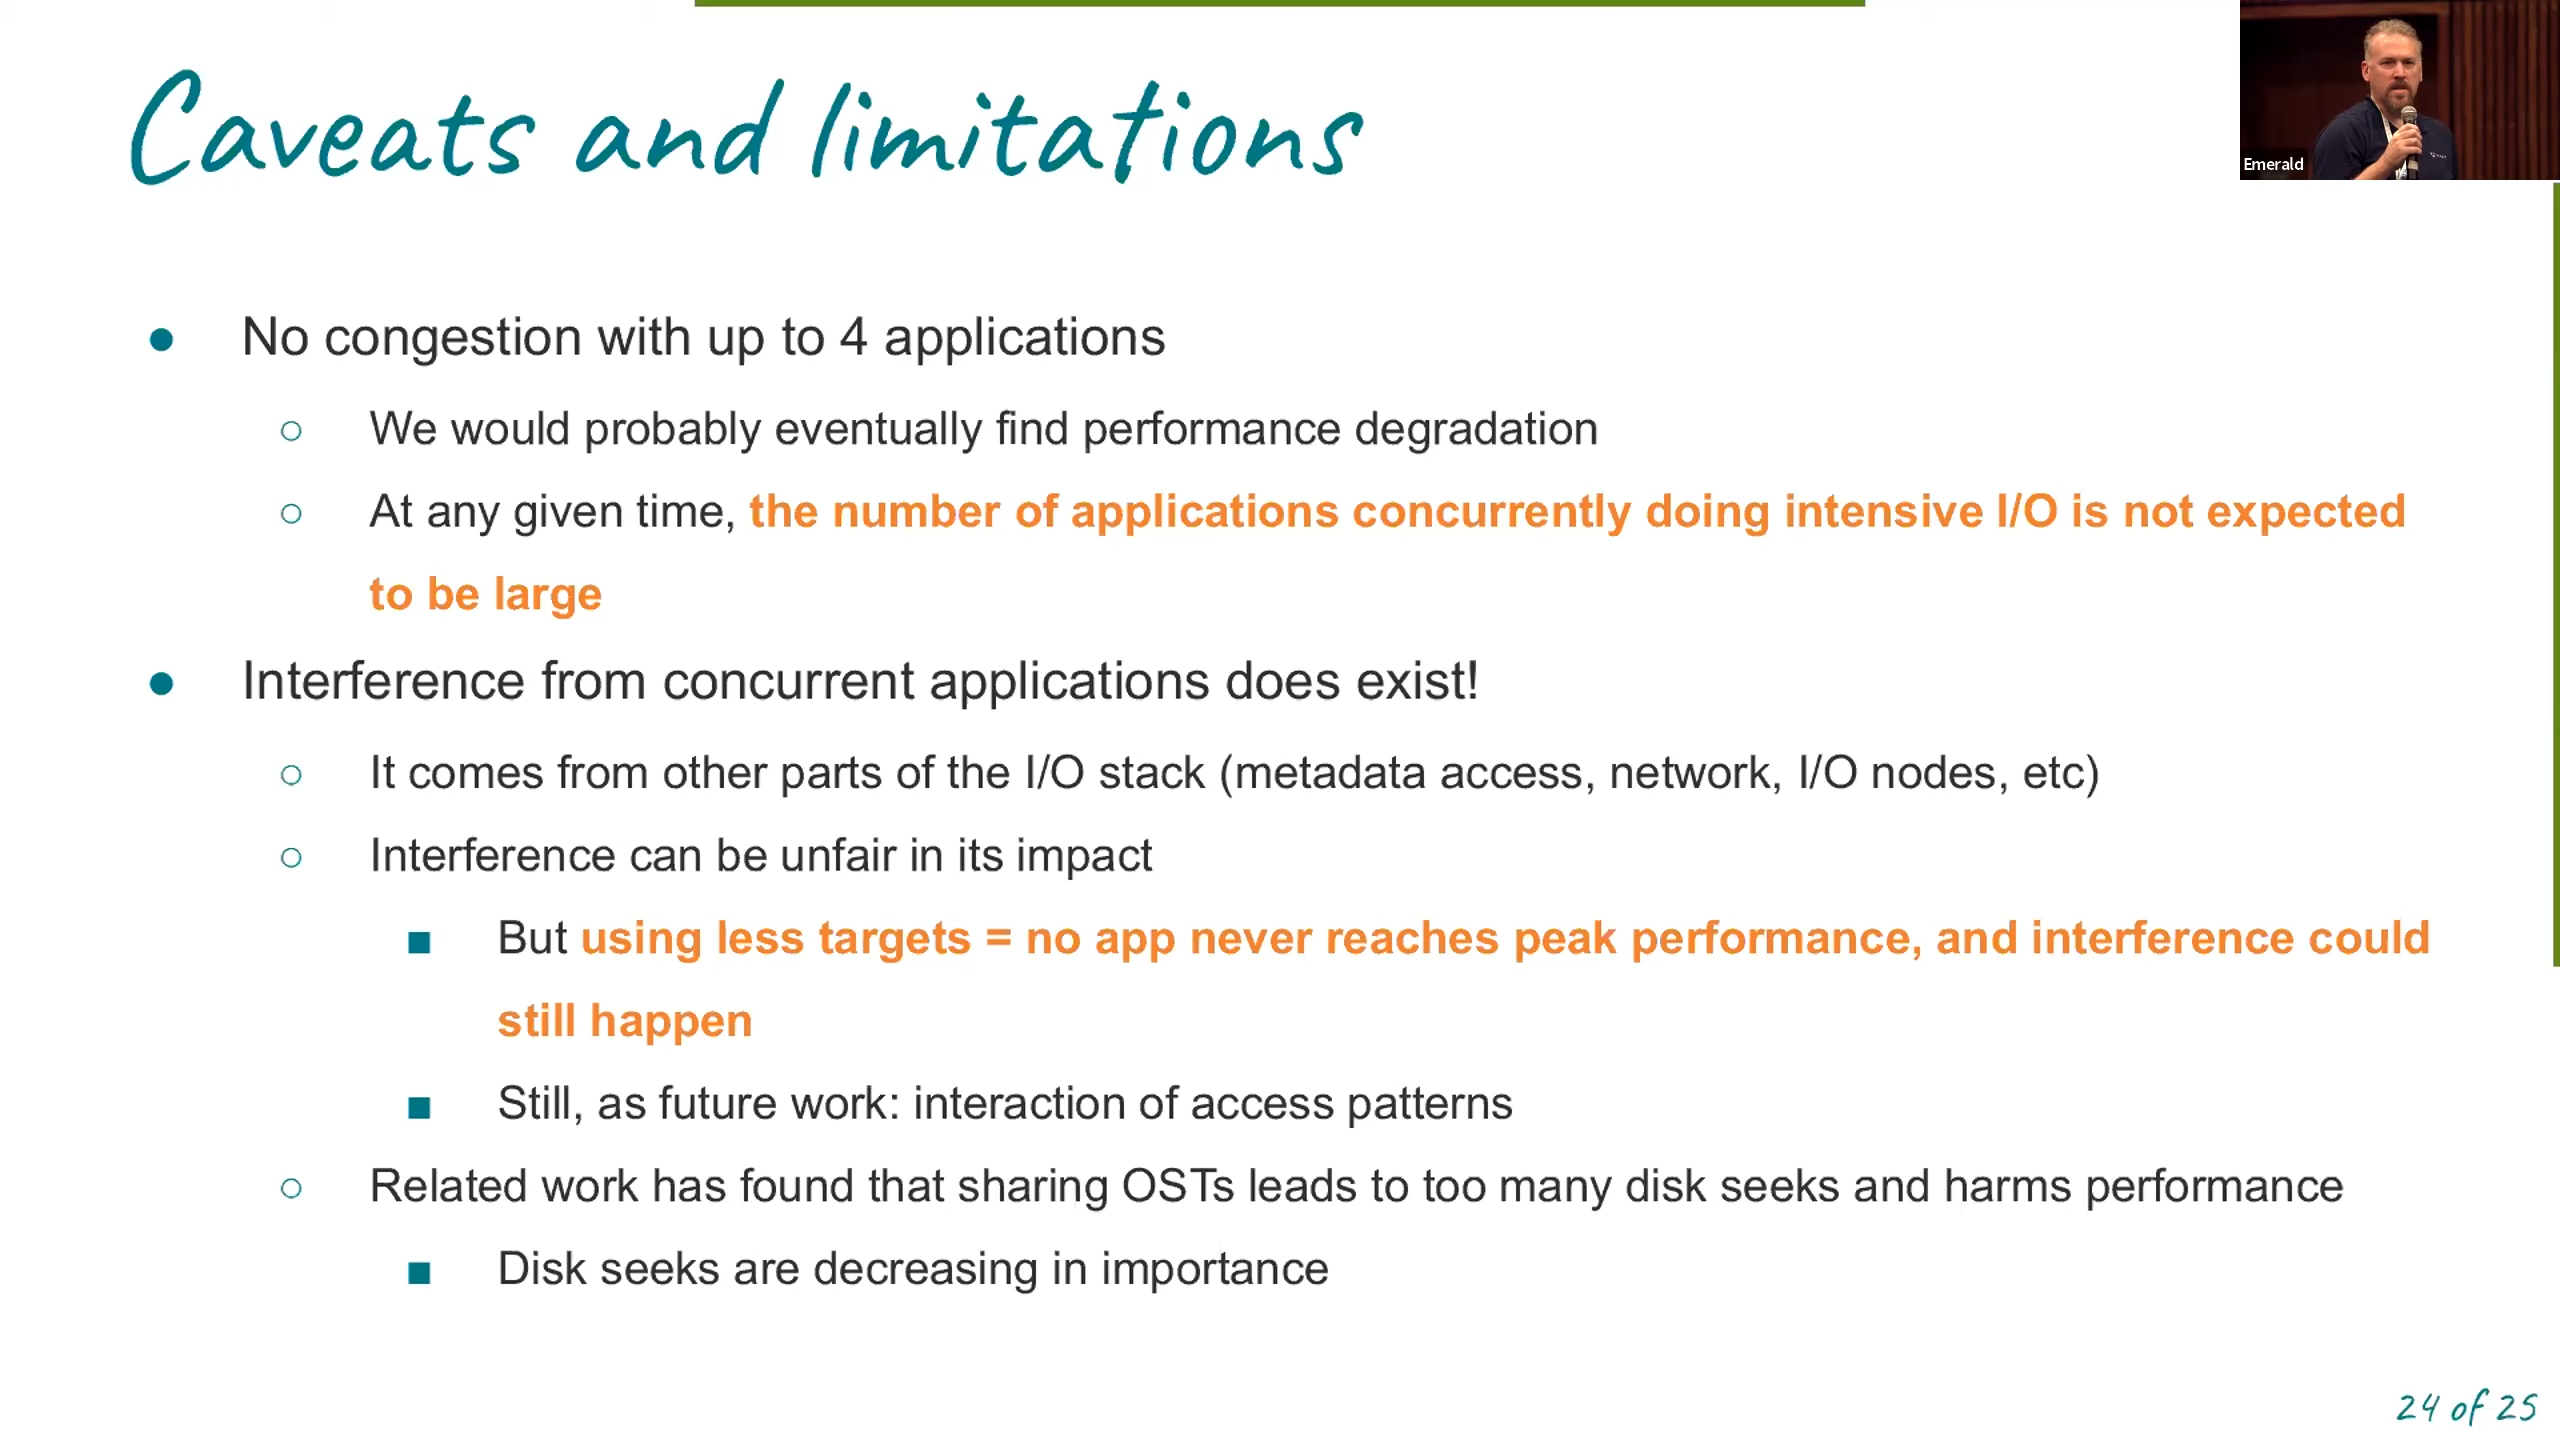 Caveats and limitations
Emerald
● No congestion with up to 4 applications
○ We would probably eventually find performance degradation
○ At any given time, the number of applications concurrently doing intensive I/O is not expected
to be large
● Interference from concurrent applications does exist!
○ It comes from other parts of the I/O stack (metadata access, network, I/O nodes, etc)
○ Interference can be unfair in its impact
■ But using less targets = no app never reaches peak performance, and interference could
still happen
■ Still, as future work: interaction of access patterns
○ Related work has found that sharing OSTs leads to too many disk seeks and harms performance
■ Disk seeks are decreasing in importance
24 of 25